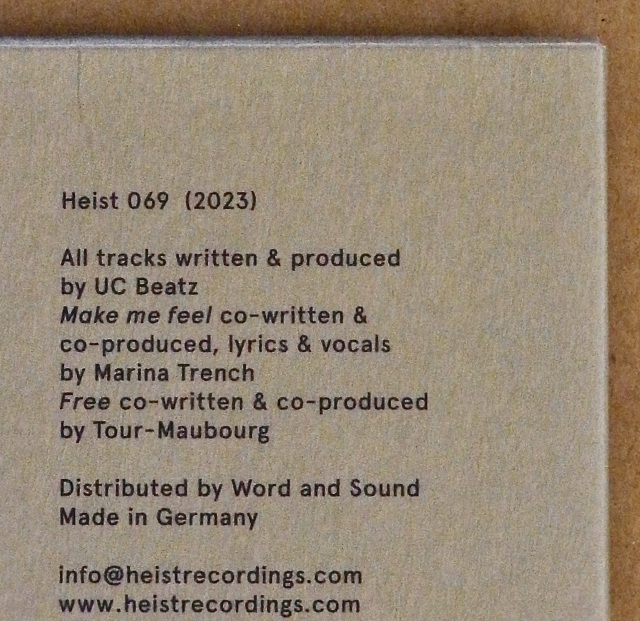 Heist 069 (2023)
All tracks written & produced
by UC Beatz
Make me feel co-written &
co-produced, lyrics & vocals
by Marina Trench
Free co-written & co-produced
by Tour-Maubourg
Distributed by Word and Sound
Made in Germany
info@heistrecordings.com
www.heistrecordings.com